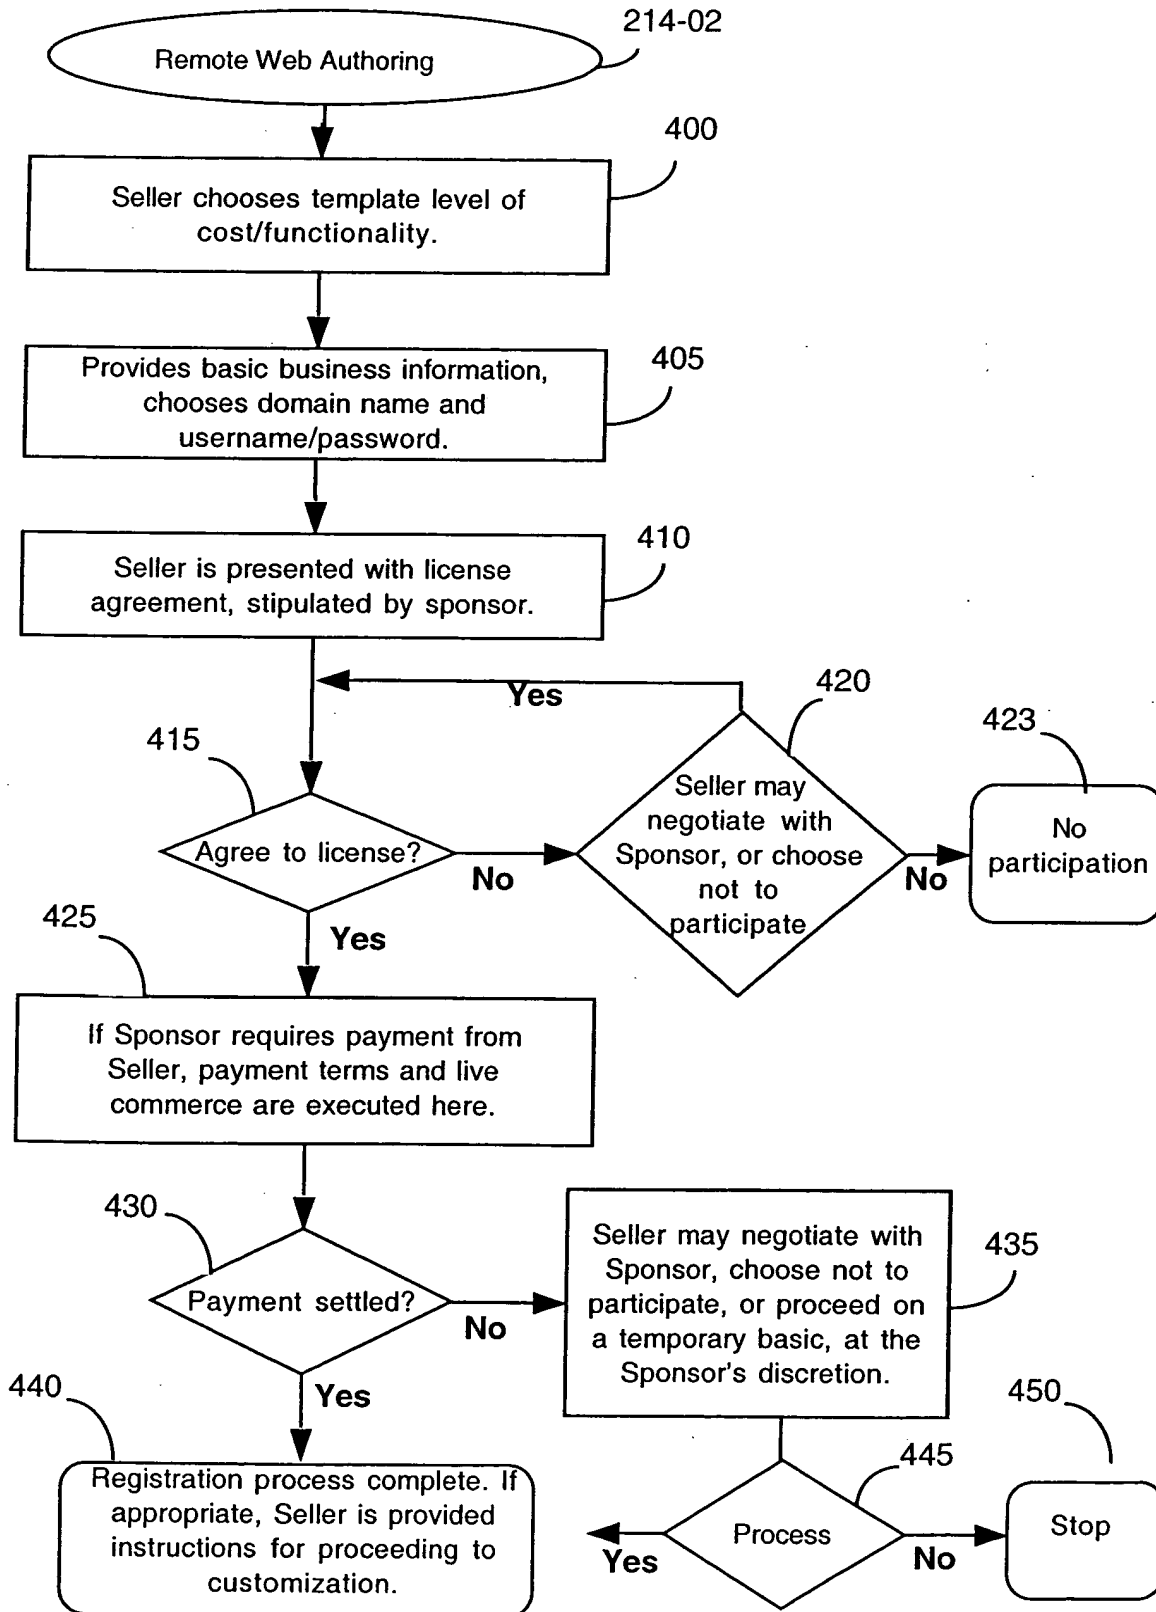 214-02
Remote Web Authoring
400
Seller chooses template level of
cost/functionality.
405
Provides basic business information,
chooses domain name and
username/password.
410
Seller is presented with license
agreement, stipulated by sponsor.
Yes
420
423
415
Agree to license?
No
Seller may
negotiate with
Sponsor, or choose
not to
participate
No
No
participation
425
Yes
If Sponsor requires payment from
Seller, payment terms and live
commerce are executed here.
430
Payment settled?
No
Seller may negotiate with
Sponsor, choose not to
participate, or proceed on
a temporary basic, at the
Sponsor's discretion.
435
440
Yes
Registration process complete. If
appropriate, Seller is provided
instructions for proceeding to
customization.
445
Process
Yes
No
450
Stop